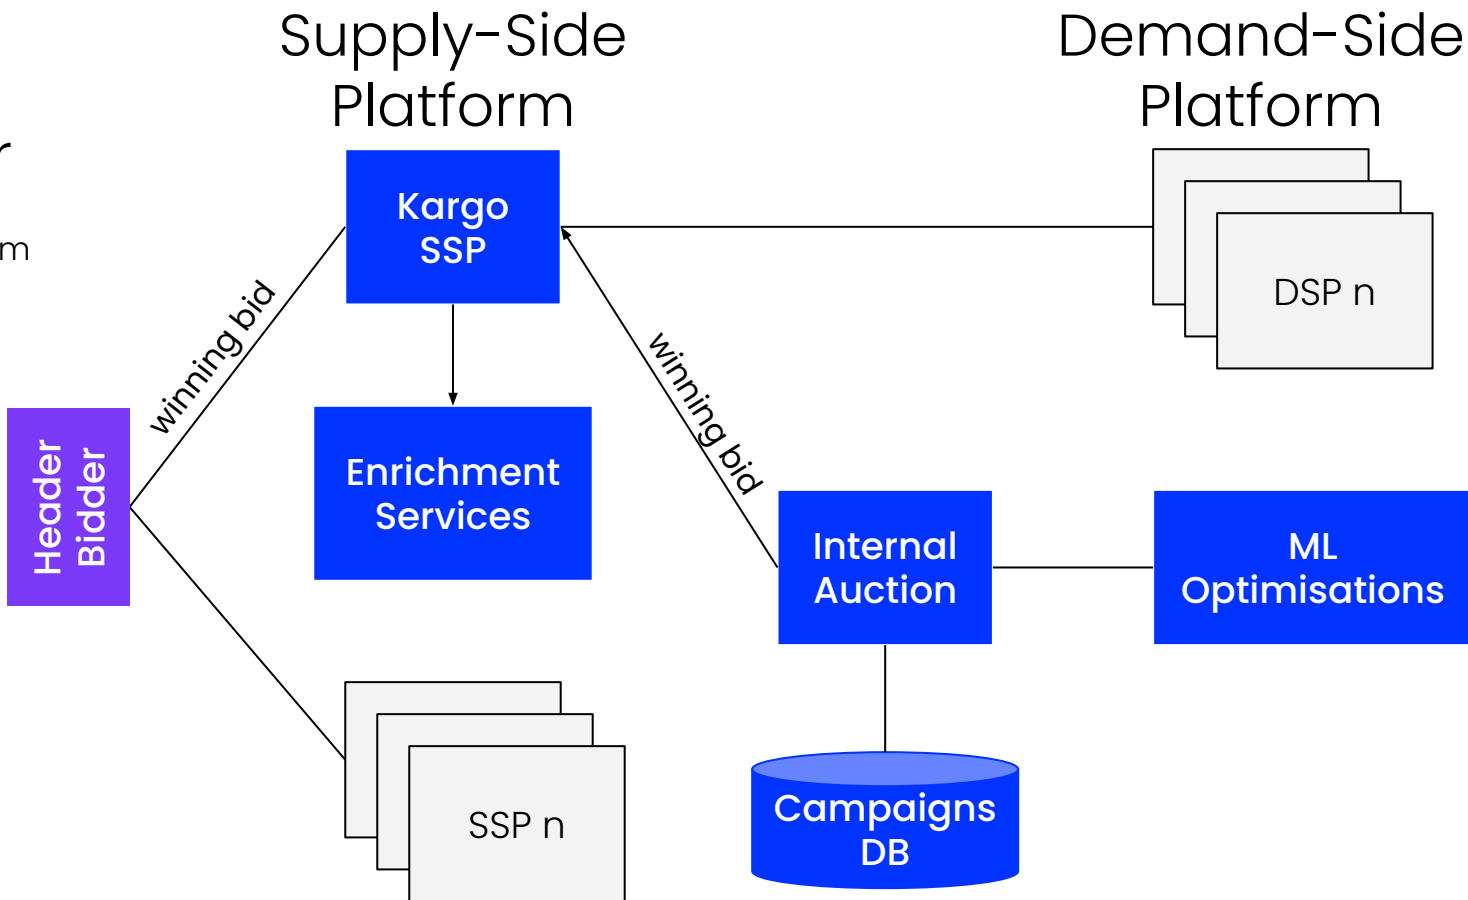 Supply-Side
Platform
Demand-Side
Platform
r
m
Kargo
SSP
DSP n
winning bid
winning bid
Header
Bidder
Enrichment
Services
Internal
Auction
ML
Optimisations
SSP n
Campaigns
DB